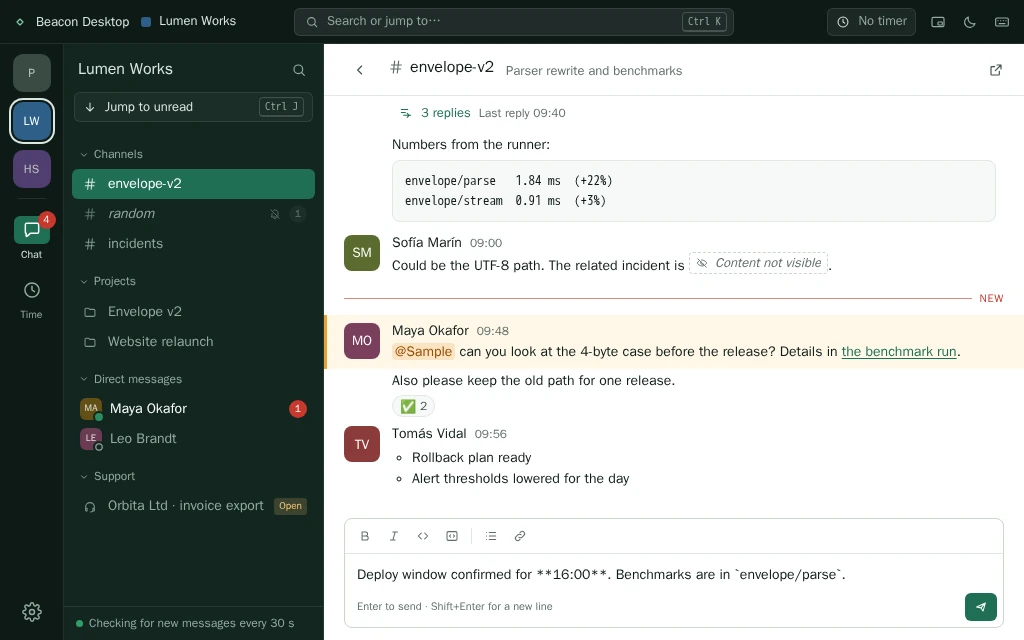 Beacon Desktop Lumen Works Search or jump to… Ctrl K No timer
P
LW
HS
4
Chat
Time
Lumen Works
Jump to unread Ctrl J
Channels
# envelope-v2
# random 1
# incidents
Projects
Envelope v2
Website relaunch
Direct messages
MA Maya Okafor 1
LE Leo Brandt
Support
Orbita Ltd · invoice export Open
Checking for new messages every 30 s
# envelope-v2 Parser rewrite and benchmarks
3 replies Last reply 09:40
Numbers from the runner:
envelope/parse 1.84 ms (+22%)
envelope/stream 0.91 ms (+3%)
SM Sofía Marín 09:00
Could be the UTF-8 path. The related incident is Content not visible.
NEW
MO Maya Okafor 09:48
@Sample can you look at the 4-byte case before the release? Details in the benchmark run.
Also please keep the old path for one release.
✅ 2
TV Tomás Vidal 09:56
Rollback plan ready
Alert thresholds lowered for the day
B I
Deploy window confirmed for **16:00**. Benchmarks are in `envelope/parse`.
Enter to send · Shift+Enter for a new line